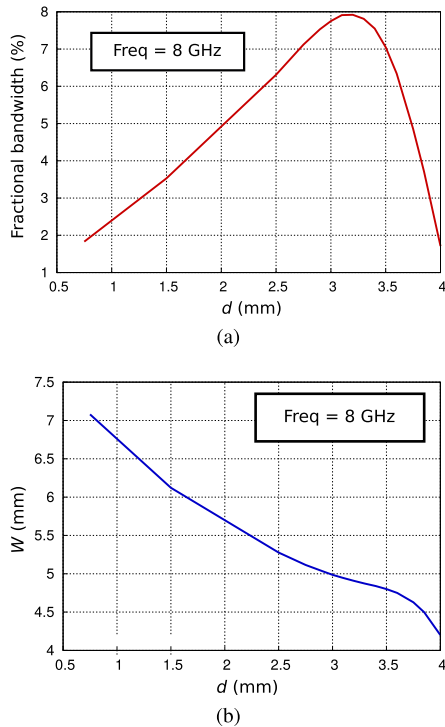 8
7
6
5
4
3
2
1
Fractional bandwidth (%)
Freq = 8 GHz
0.5 1 1.5 2 2.5 3 3.5 4
d (mm)
(a)
7.5
7
6.5
6
5.5
5
4.5
4
W (mm)
Freq = 8 GHz
0.5 1 1.5 2 2.5 3 3.5 4
d (mm)
(b)